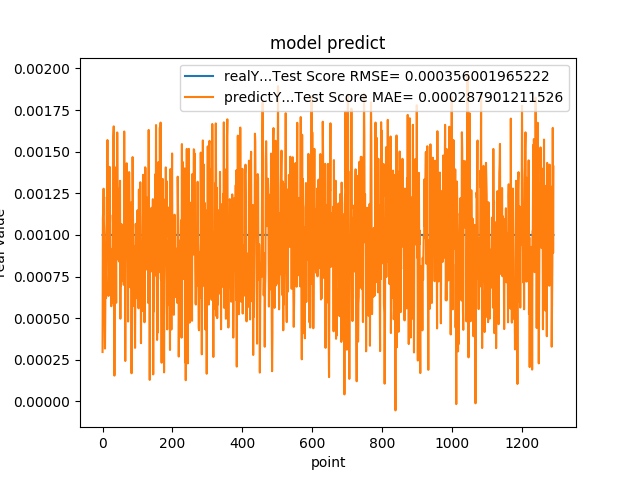 model predict
realY...Test Score RMSE= 0.000356001965222
predictY...Test Score MAE= 0.000287901211526
0.00200
0.00175
0.00150
0.00125
0.00100
0.00075
0.00050
0.00025
0.00000
value
0 200 400 600 800 1000 1200
point